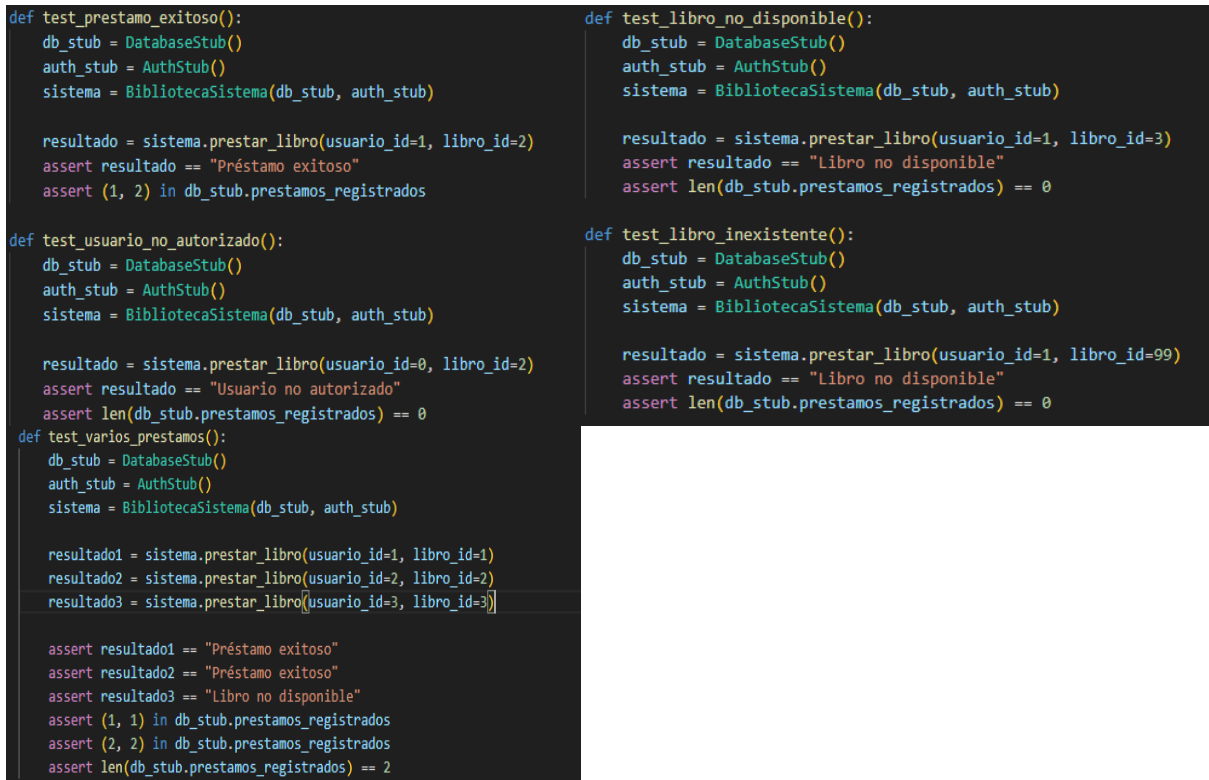 def test_prestamo_exitoso():
    db_stub = DatabaseStub()
    auth_stub = AuthStub()
    sistema = BibliotecaSistema(db_stub, auth_stub)
    resultado = sistema.prestar_libro(usuario_id=1, libro_id=2)
    assert resultado == "Préstamo exitoso"
    assert (1, 2) in db_stub.prestamos_registrados
def test_usuario_no_autorizado():
    db_stub = DatabaseStub()
    auth_stub = AuthStub()
    sistema = BibliotecaSistema(db_stub, auth_stub)
    resultado = sistema.prestar_libro(usuario_id=0, libro_id=2)
    assert resultado == "Usuario no autorizado"
    assert len(db_stub.prestamos_registrados) == 0
def test_libro_no_disponible():
    db_stub = DatabaseStub()
    auth_stub = AuthStub()
    sistema = BibliotecaSistema(db_stub, auth_stub)
    resultado = sistema.prestar_libro(usuario_id=1, libro_id=3)
    assert resultado == "Libro no disponible"
    assert len(db_stub.prestamos_registrados) == 0
def test_libro_inexistente():
    db_stub = DatabaseStub()
    auth_stub = AuthStub()
    sistema = BibliotecaSistema(db_stub, auth_stub)
    resultado = sistema.prestar_libro(usuario_id=1, libro_id=99)
    assert resultado == "Libro no disponible"
    assert len(db_stub.prestamos_registrados) == 0
def test_varios_prestamos():
    db_stub = DatabaseStub()
    auth_stub = AuthStub()
    sistema = BibliotecaSistema(db_stub, auth_stub)
    resultado1 = sistema.prestar_libro(usuario_id=1, libro_id=1)
    resultado2 = sistema.prestar_libro(usuario_id=2, libro_id=2)
    resultado3 = sistema.prestar_libro(usuario_id=3, libro_id=3)
    assert resultado1 == "Préstamo exitoso"
    assert resultado2 == "Préstamo exitoso"
    assert resultado3 == "Libro no disponible"
    assert (1, 1) in db_stub.prestamos_registrados
    assert (2, 2) in db_stub.prestamos_registrados
    assert len(db_stub.prestamos_registrados) == 2